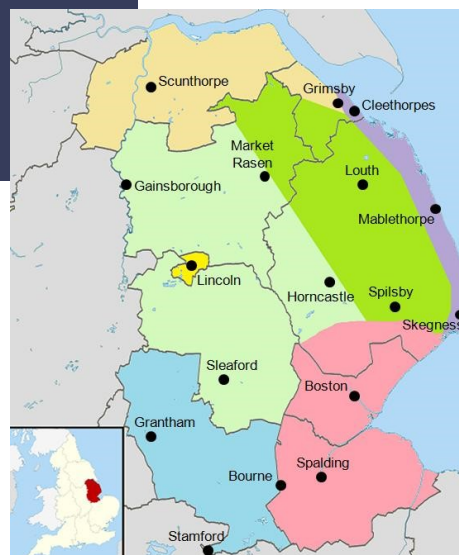 Scunthorpe
Grimsby
Cleethorpes
Market
Rasen
Gainsborough
Louth
Mablethorpe
Lincoln
Horncastle
Spilsby
Skegness
Sleaford
Boston
Grantham
Bourne
Spalding
Stamford